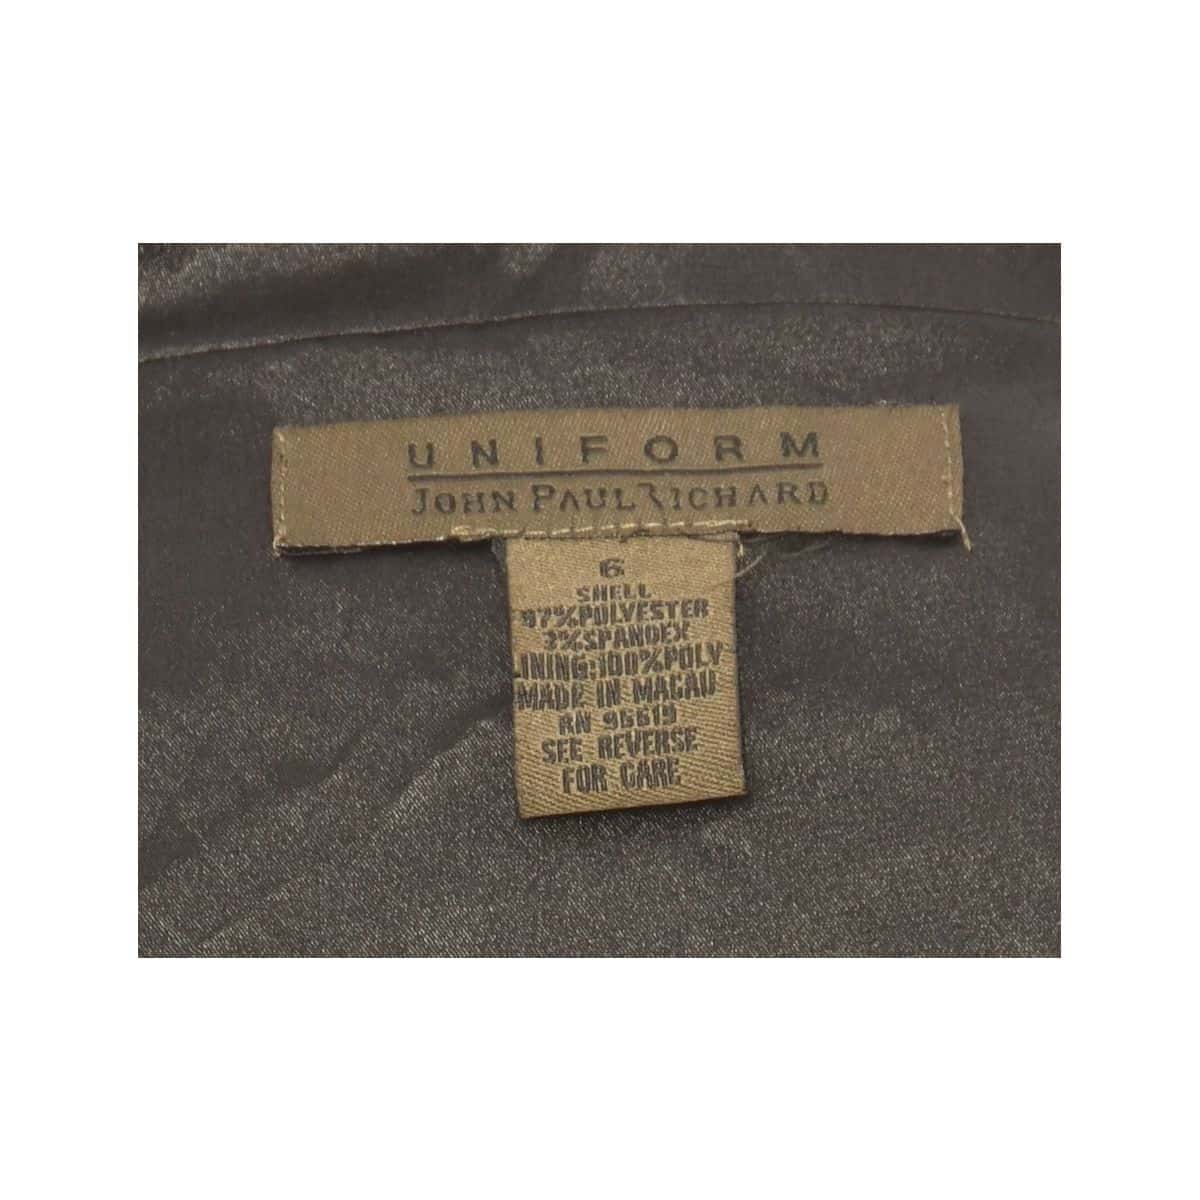 UNIFORM
JOHN PAUL RICHARD
6
SHELL
97%POLYESTER
3%SPANDEX
LINING:100%POLY
MADE IN MACAU
RN 96619
SEE REVERSE
FOR CARE